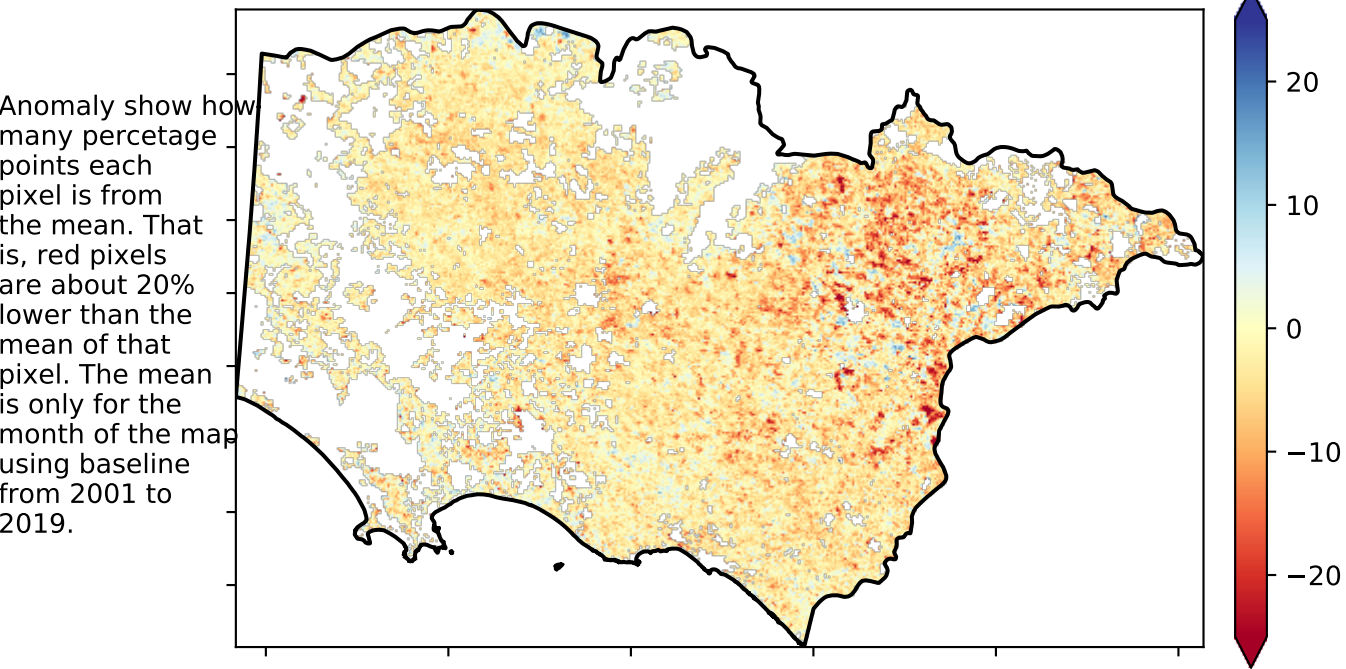 Anomaly show how
many percetage
points each
pixel is from
the mean. That
is, red pixels
are about 20%
lower than the
mean of that
pixel. The mean
is only for the
month of the map
using baseline
from 2001 to
2019.
20
10
0
−10
−20